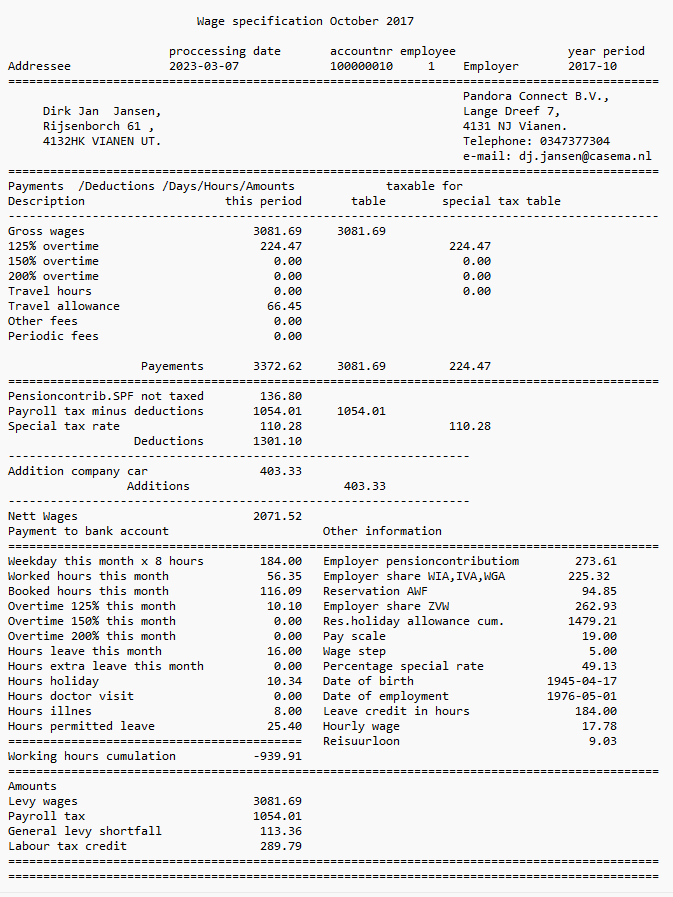 Wage specification October 2017
proccessing date accountnr employee year period
Addressee 2023-03-07 100000010 1 Employer 2017-10
Pandora Connect B.V.,
Dirk Jan Jansen, Lange Dreef 7,
Rijsenborch 61 , 4131 NJ Vianen.
4132HK VIANEN UT. Telephone: 0347377304
e-mail: dj.jansen@casema.nl
Payments /Deductions /Days/Hours/Amounts taxable for
Description this period table special tax table
Gross wages 3081.69 3081.69
125% overtime 224.47 224.47
150% overtime 0.00 0.00
200% overtime 0.00 0.00
Travel hours 0.00 0.00
Travel allowance 66.45
Other fees 0.00
Periodic fees 0.00
Payements 3372.62 3081.69 224.47
Pensioncontrib.SPF not taxed 136.80
Payroll tax minus deductions 1054.01 1054.01
Special tax rate 110.28 110.28
Deductions 1301.10
Addition company car 403.33
Additions 403.33
Nett Wages 2071.52
Payment to bank account Other information
Weekday this month x 8 hours 184.00 Employer pensioncontributiom 273.61
Worked hours this month 56.35 Employer share WIA,IVA,WGA 225.32
Booked hours this month 116.09 Reservation AWF 94.85
Overtime 125% this month 10.10 Employer share ZVW 262.93
Overtime 150% this month 0.00 Res.holiday allowance cum. 1479.21
Overtime 200% this month 0.00 Pay scale 19.00
Hours leave this month 16.00 Wage step 5.00
Hours extra leave this month 0.00 Percentage special rate 49.13
Hours holiday 10.34 Date of birth 1945-04-17
Hours doctor visit 0.00 Date of employment 1976-05-01
Hours illnes 8.00 Leave credit in hours 184.00
Hours permitted leave 25.40 Hourly wage 17.78
Reisuurloon 9.03
Working hours cumulation -939.91
Amounts
Levy wages 3081.69
Payroll tax 1054.01
General levy shortfall 113.36
Labour tax credit 289.79